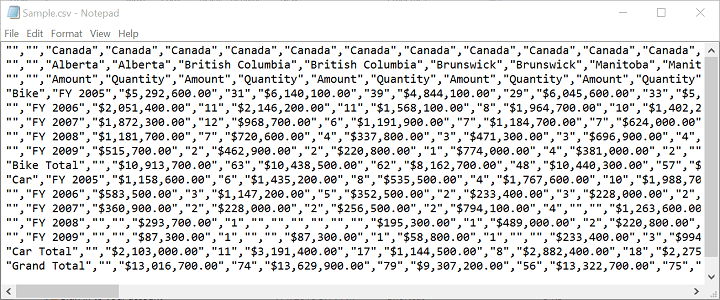 Sample.csv - Notepad
File Edit Format View Help
"","","Canada","Canada","Canada","Canada","Canada","Canada","Canada","Canada","Canada","Canada","Canada",
"","","Alberta","Alberta","British Columbia","British Columbia","Brunswick","Brunswick","Manitoba","Manit
"","","Amount","Quantity","Amount","Quantity","Amount","Quantity","Amount","Quantity","Amount","Quantity"
"Bike","FY 2005","$5,292,600.00","31","$6,140,100.00","39","$4,844,100.00","29","$6,045,600.00","33","$5,
"","FY 2006","$2,051,400.00","11","$2,146,200.00","11","$1,568,100.00","8","$1,964,700.00","10","$1,402,2
"","FY 2007","$1,872,300.00","12","$968,700.00","6","$1,191,900.00","7","$1,184,700.00","7","$624,000.00"
"","FY 2008","$1,181,700.00","7","$720,600.00","4","$337,800.00","3","$471,300.00","3","$696,900.00","4",
"","FY 2009","$515,700.00","2","$462,900.00","2","$220,800.00","1","$774,000.00","4","$381,000.00","2",""
"Bike Total","","$10,913,700.00","63","$10,438,500.00","62","$8,162,700.00","48","$10,440,300.00","57","$
"Car","FY 2005","$1,158,600.00","6","$1,435,200.00","8","$535,500.00","4","$1,767,600.00","10","$1,988,70
"","FY 2006","$583,500.00","3","$1,147,200.00","5","$352,500.00","2","$233,400.00","3","$228,000.00","2",
"","FY 2007","$360,900.00","2","$228,000.00","2","$256,500.00","2","$794,100.00","4","","","$1,263,600.00
"","FY 2008","","","$293,700.00","1","","","","","","$195,300.00","1","$489,000.00","2","$220,800.00",
"","FY 2009","","","$87,300.00","1","","","$87,300.00","1","$58,800.00","1","","","$233,400.00","3","$994
"Car Total","","$2,103,000.00","11","$3,191,400.00","17","$1,144,500.00","8","$2,882,400.00","18","$2,275
"Grand Total","","$13,016,700.00","74","$13,629,900.00","79","$9,307,200.00","56","$13,322,700.00","75",